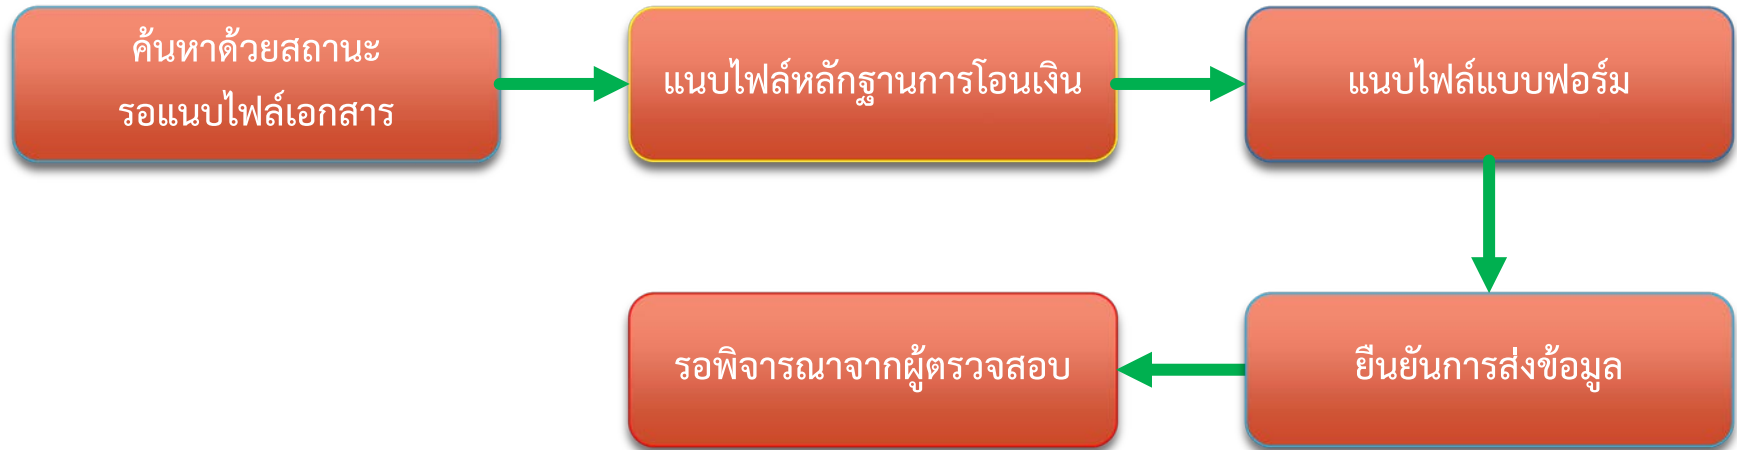 ค้นหาด้วยสถานะ
รอแนบไฟล์เอกสาร
แนบไฟล์หลักฐานการโอนเงิน
แนบไฟล์แบบฟอร์ม
ยืนยันการส่งข้อมูล
รอพิจารณาจากผู้ตรวจสอบ